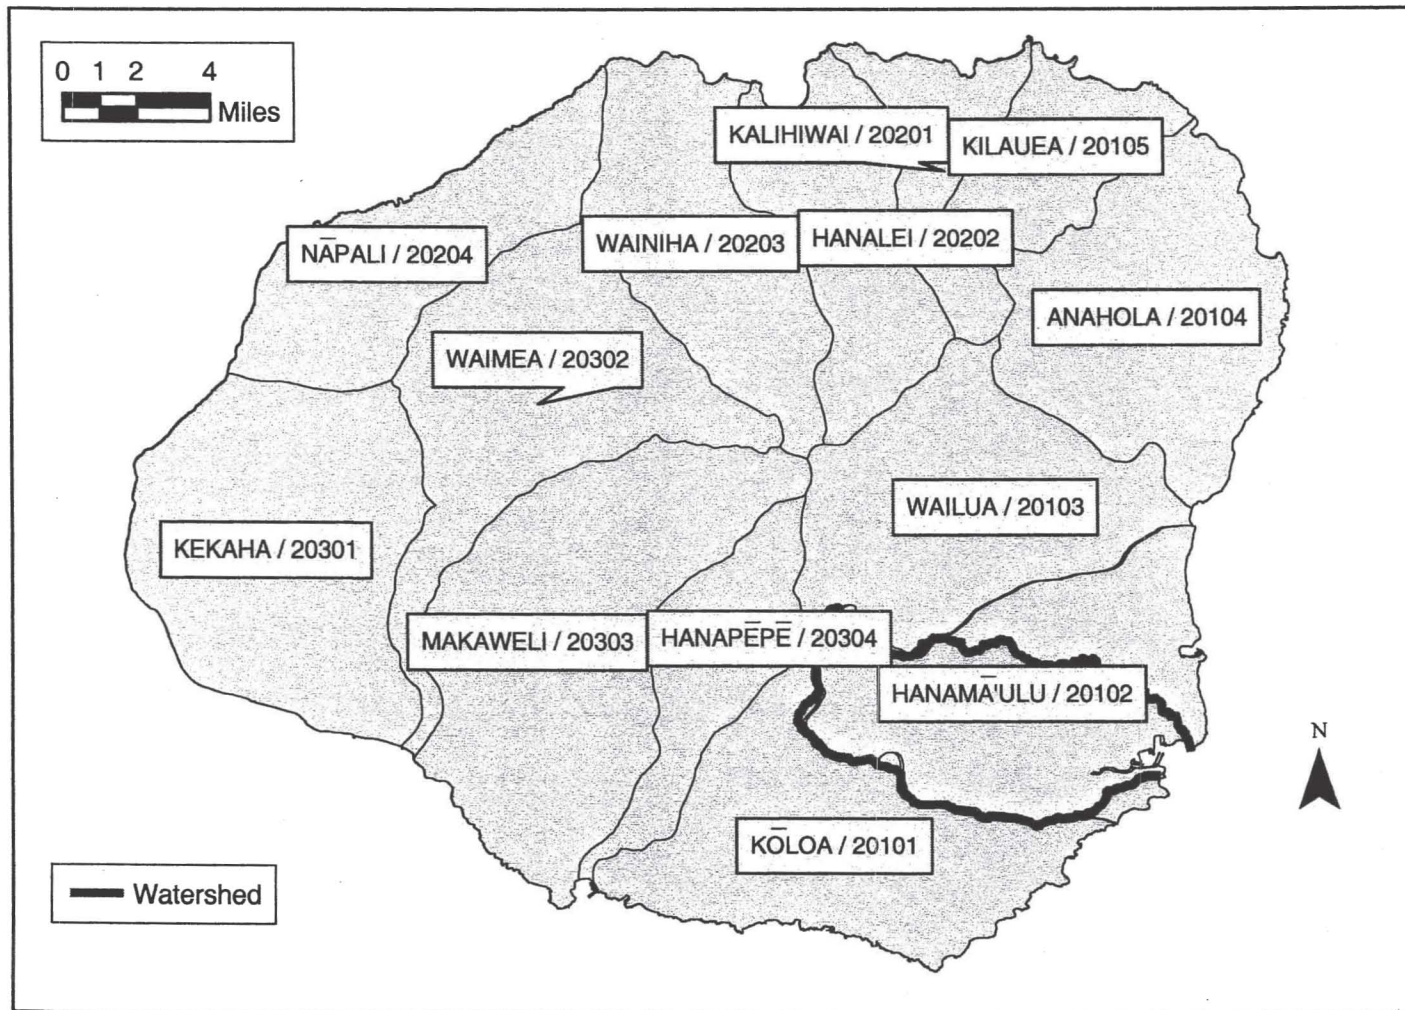 0 1 2 4
Miles
KALIHIWAI / 20201
KILAUEA / 20105
NĀPALI / 20204
WAINIHA / 20203
HANALEI / 20202
ANAHOLA / 20104
WAIMEA / 20302
WAILUA / 20103
KEKAHA / 20301
MAKAWELI / 20303
HANAPĒPĒ / 20304
HANAMĀ'ULU / 20102
N
KŌLOA / 20101
Watershed